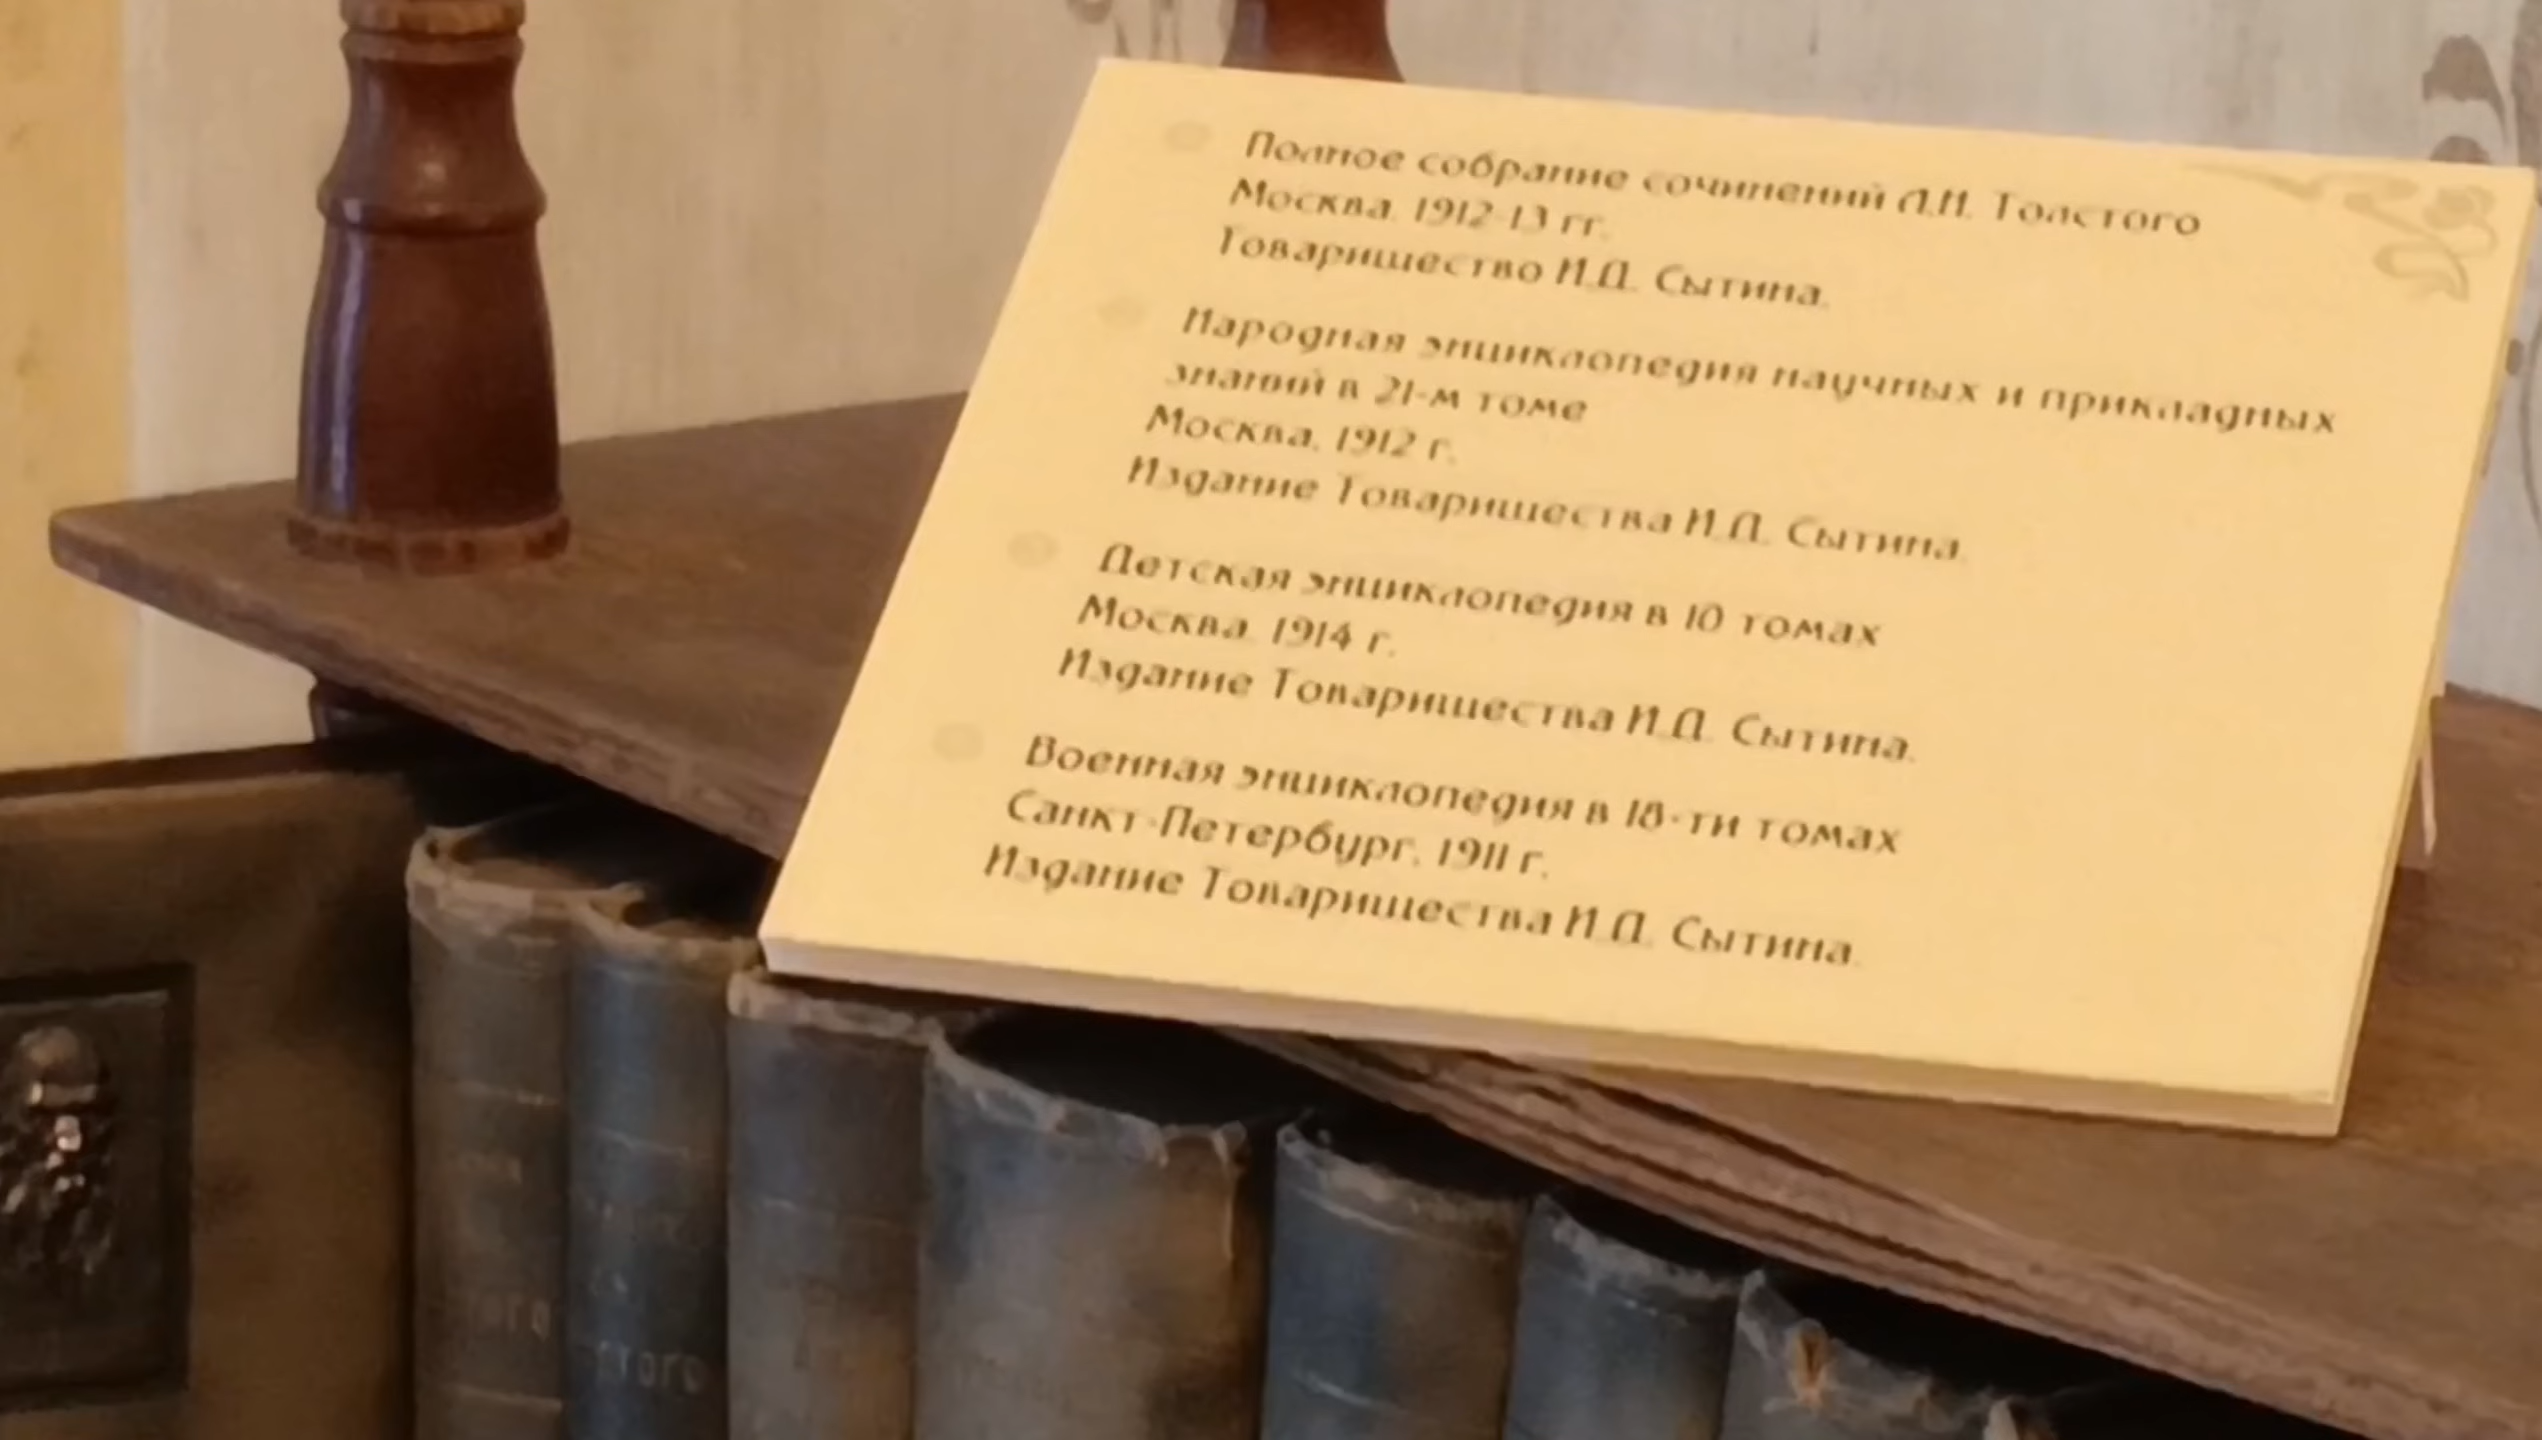 Полное собрание сочинений Л.Н. Толстого
Москва. 1912-13 гг.
Товарищество И.Д. Сытина.
Народная энциклопедия научных и прикладных
знаний в 21-м томе
Москва, 1912 г.
Издание Товарищества И.Д. Сытина.
Детская энциклопедия в 10 томах
Москва. 1914 г.
Издание Товарищества И.Д. Сытина.
Военная энциклопедия в 18-ти томах
Санкт-Петербург, 1911 г.
Издание Товарищества И.Д. Сытина.